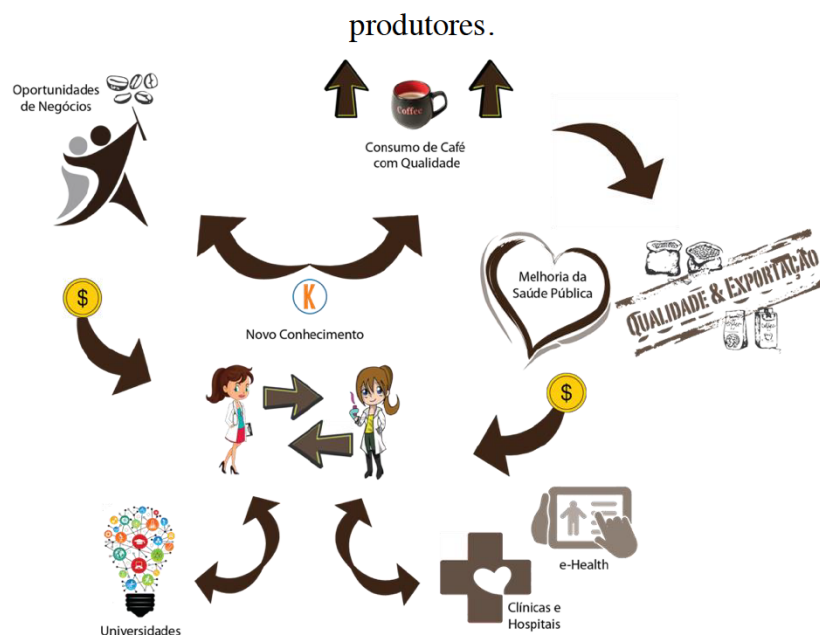 produtores.
Oportunidades
de Negócios
Coffee
Consumo de Café
com Qualidade
Melhoria da
Saúde Pública
QUALIDADE & EXPORTAÇÃO
$
K
Novo Conhecimento
$
e-Health
Clínicas e
Hospitais
Universidades